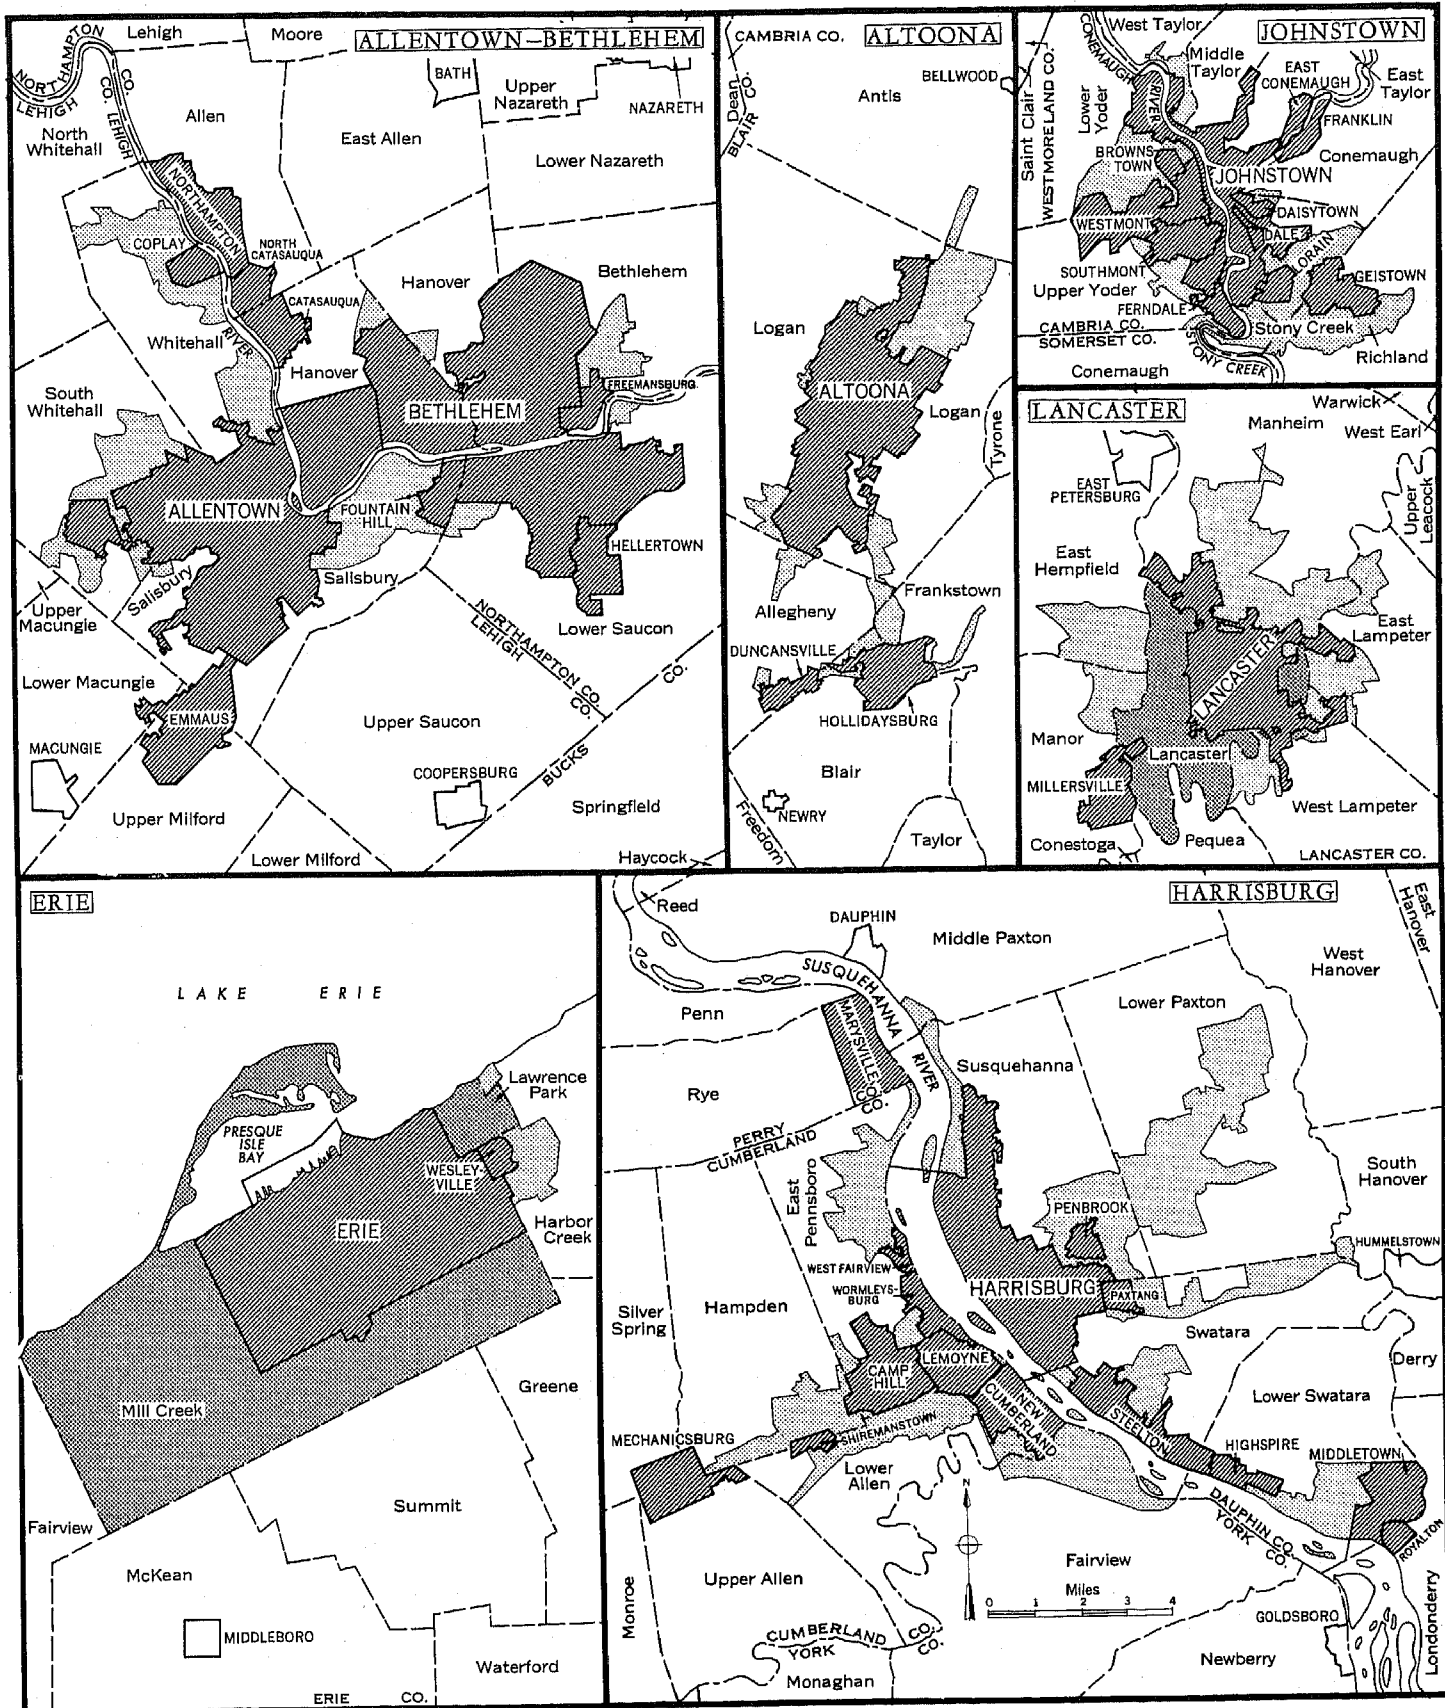 ALLENTOWN–BETHLEHEM
NORTHAMPTON CO.
LEHIGH CO.
Lehigh
Moore
BATH
Upper
Nazareth
NAZARETH
North
Whitehall
Allen
East Allen
Lower Nazareth
NORTHAMPTON
COPLAY
NORTH
CATASAUQUA
Hanover
Bethlehem
CATASAUQUA
Whitehall
LEHIGH
RIVER
Hanover
South
Whitehall
FREEMANSBURG
BETHLEHEM
ALLENTOWN
FOUNTAIN
HILL
HELLERTOWN
Salisbury
Salisbury
Upper
Macungie
NORTHAMPTON CO.
LEHIGH CO.
Lower Saucon
Lower Macungie
EMMAUS
Upper Saucon
BUCKS CO.
MACUNGIE
COOPERSBURG
Springfield
Upper Milford
Lower Milford
Haycock
ALTOONA
CAMBRIA CO.
Dean
BLAIR CO.
BELLWOOD
Antis
Logan
ALTOONA
Logan
Tyrone
Allegheny
Frankstown
DUNCANSVILLE
HOLLIDAYSBURG
Blair
NEWRY
Freedom
Taylor
JOHNSTOWN
West Taylor
CONEMAUGH
RIVER
Middle
Taylor
EAST
CONEMAUGH
East
Taylor
Saint Clair
WESTMORELAND CO.
Lower
Yoder
FRANKLIN
BROWNS
TOWN
Conemaugh
JOHNSTOWN
DAISYTOWN
WESTMONT
DALE
LORAIN
SOUTHMONT
Upper Yoder
GEISTOWN
FERNDALE
CAMBRIA CO.
SOMERSET CO.
Stony Creek
STONY CREEK
Richland
Conemaugh
LANCASTER
Warwick
Manheim
West Earl
EAST
PETERSBURG
Upper
Leacock
East
Hempfield
East
Lampeter
LANCASTER
Manor
Lancaster
MILLERSVILLE
West Lampeter
Conestoga
Pequea
LANCASTER CO.
ERIE
LAKE ERIE
Lawrence
Park
PRESQUE
ISLE
BAY
WESLEY-
VILLE
ERIE
Harbor
Creek
Mill Creek
Greene
Fairview
Summit
McKean
MIDDLEBORO
Waterford
ERIE CO.
HARRISBURG
Reed
DAUPHIN
Middle Paxton
East
Hanover
West
Hanover
SUSQUEHANNA
RIVER
Penn
MARYSVILLE
Lower Paxton
Susquehanna
Rye
PERRY CO.
CUMBERLAND CO.
East
Pennsboro
South
Hanover
PENBROOK
HUMMELSTOWN
WEST FAIRVIEW
WORMLEYS-
BURG
HARRISBURG
PAXTANG
Silver
Spring
Hampden
Swatara
LEMOYNE
Derry
CAMP
HILL
NEW
CUMBERLAND
Lower Swatara
STEELTON
MECHANICSBURG
SHIREMANSTOWN
HIGHSPIRE
MIDDLETOWN
Lower
Allen
N
DAUPHIN CO.
YORK CO.
ROYALTON
Monroe
Upper Allen
Fairview
Miles
0 1 2 3 4
GOLDSBORO
Londonderry
CUMBERLAND CO.
YORK CO.
Newberry
Monaghan